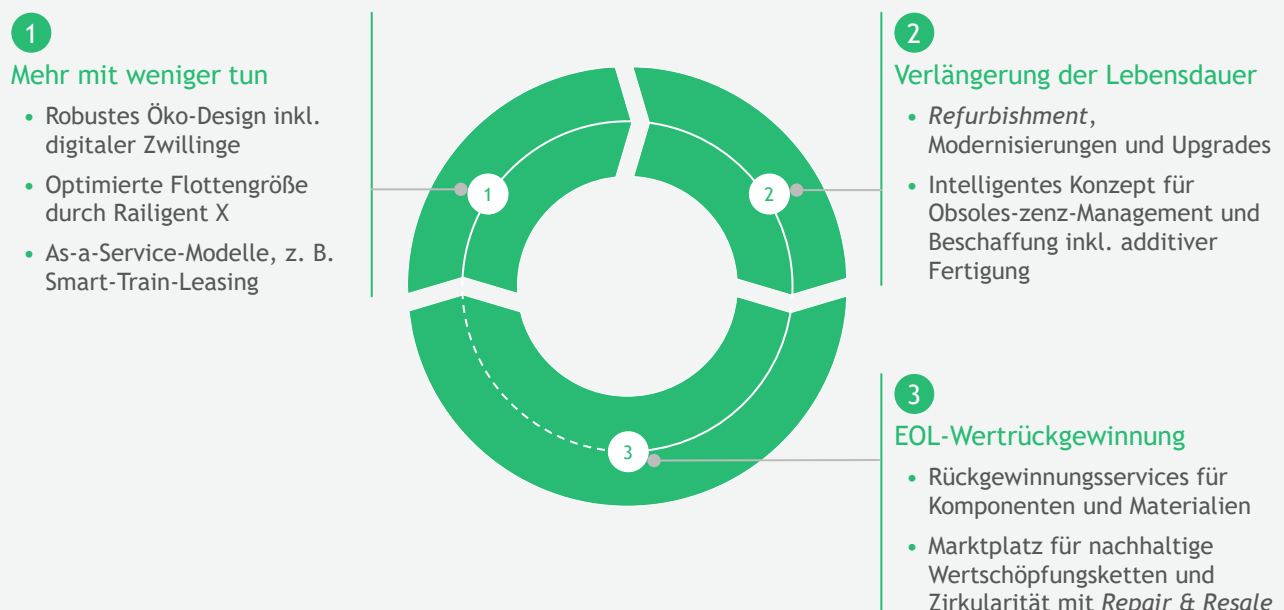 1
Mehr mit weniger tun
• Robustes Öko-Design inkl.
digitaler Zwillinge
• Optimierte Flottengröße
durch Railigent X
• As-a-Service-Modelle, z. B.
Smart-Train-Leasing
1
2
3
2
Verlängerung der Lebensdauer
• Refurbishment,
Modernisierungen und Upgrades
• Intelligentes Konzept für
Obsoles-zenz-Management und
Beschaffung inkl. additiver
Fertigung
3
EOL-Wertrückgewinnung
• Rückgewinnungsservices für
Komponenten und Materialien
• Marktplatz für nachhaltige
Wertschöpfungsketten und
Zirkularität mit Repair & Resale